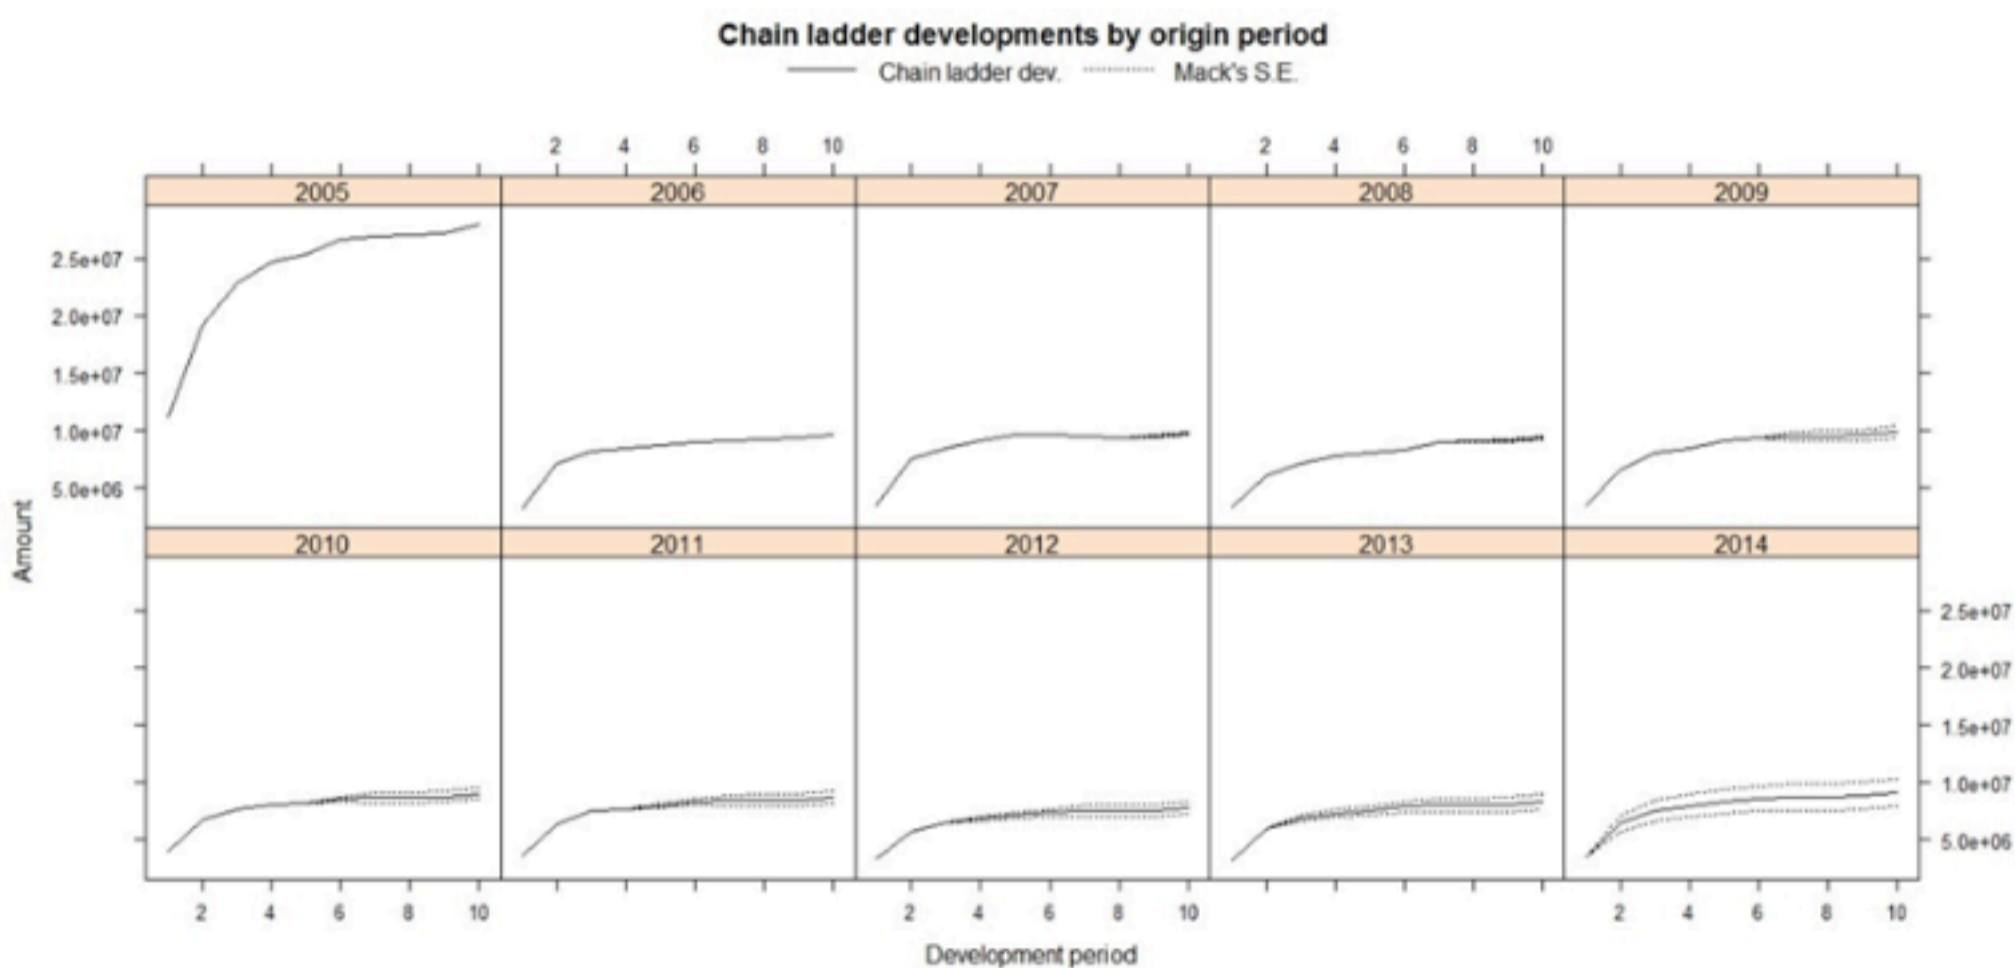 Chain ladder developments by origin period
Chain ladder dev. Mack's S.E.
2 4 6 8 10 2 4 6 8 10
2005 2006 2007 2008 2009
2.5e+07
2.0e+07
1.5e+07
1.0e+07
5.0e+06
Amount
2010 2011 2012 2013 2014
2.5e+07
2.0e+07
1.5e+07
1.0e+07
5.0e+06
2 4 6 8 10 2 4 6 8 10 2 4 6 8 10
Development period